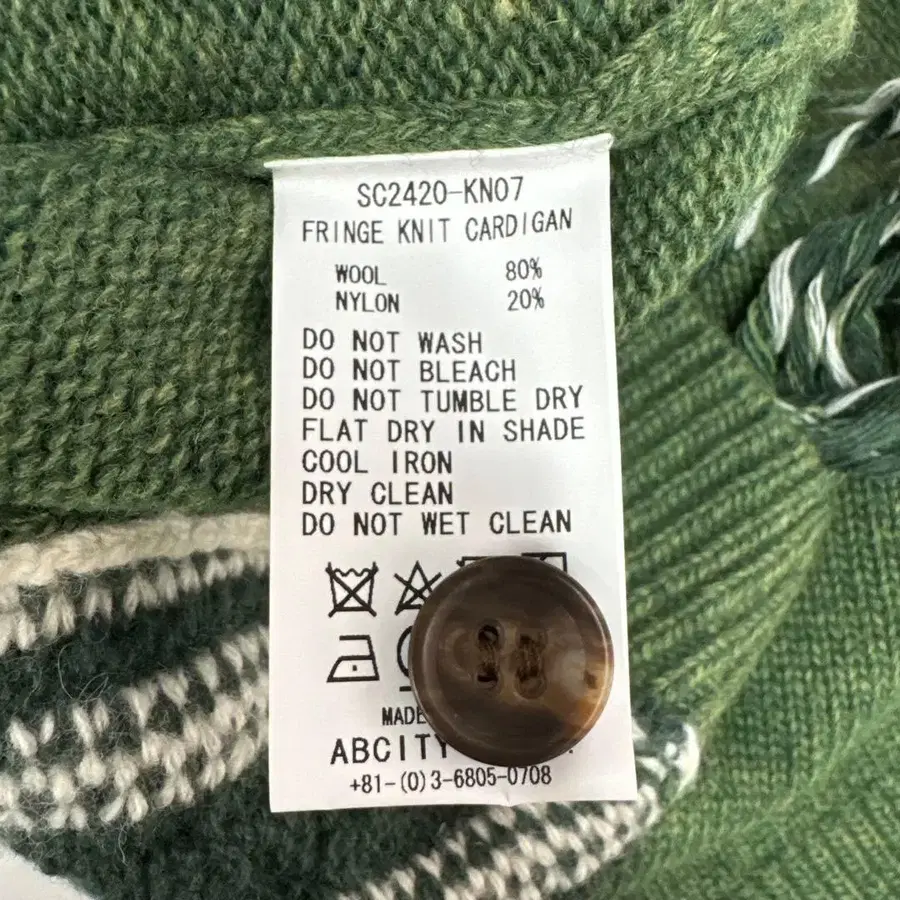 SC2420-KN07
FRINGE KNIT CARDIGAN
WOOL 80%
NYLON 20%
DO NOT WASH
DO NOT BLEACH
DO NOT TUMBLE DRY
FLAT DRY IN SHADE
COOL IRON
DRY CLEAN
DO NOT WET CLEAN
MADE
ABCITY
+81-(0)3-6805-0708